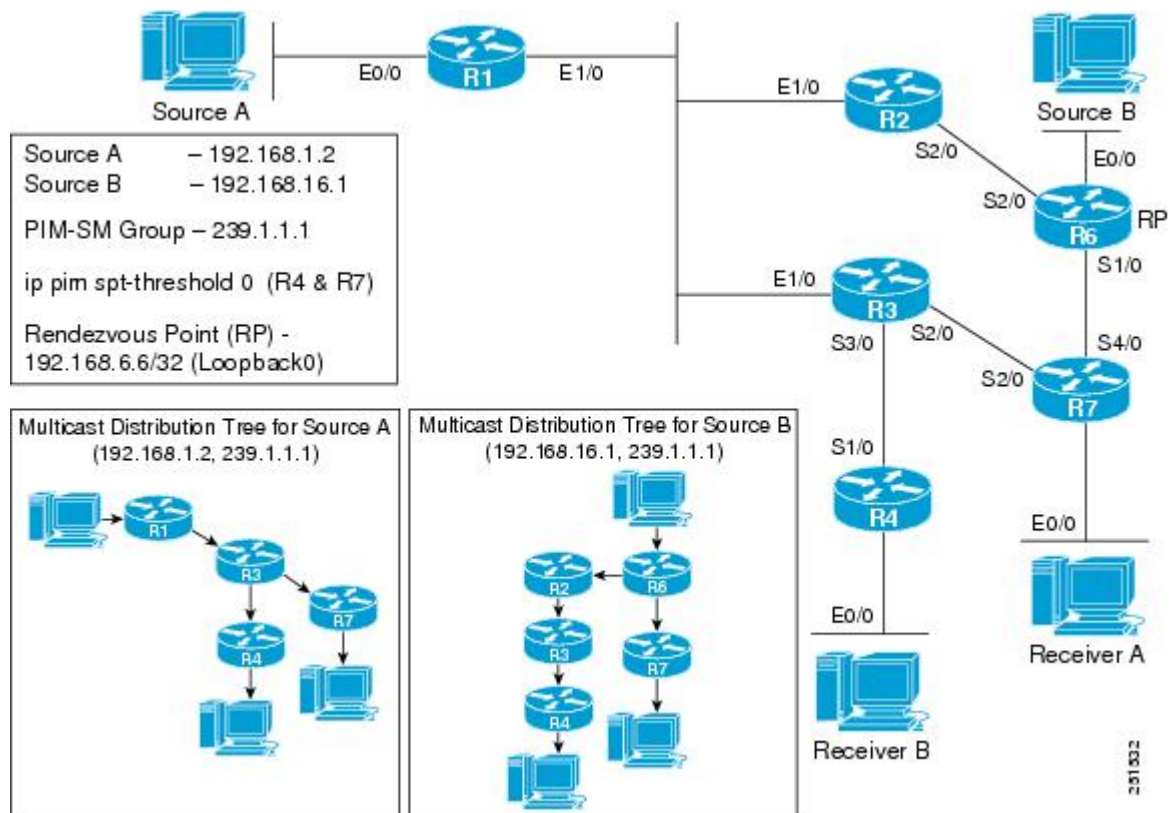 R1
E0/0
E1/0
Source A
E1/0
R2
S2/0
Source B
E0/0
S2/0
R6
RP
S1/0
Source A – 192.168.1.2
Source B – 192.168.16.1
PIM-SM Group – 239.1.1.1
ip pim spt-threshold 0 (R4 & R7)
Rendezvous Point (RP) -
192.168.6.6/32 (Loopback0)
E1/0
R3
S3/0
S2/0
S4/0
S2/0
R7
S1/0
R4
E0/0
E0/0
Receiver B
Receiver A
Multicast Distribution Tree for Source A
(192.168.1.2, 239.1.1.1)
R1
R3
R7
R4
Multicast Distribution Tree for Source B
(192.168.16.1, 239.1.1.1)
R2
R6
R3
R7
R4
251532